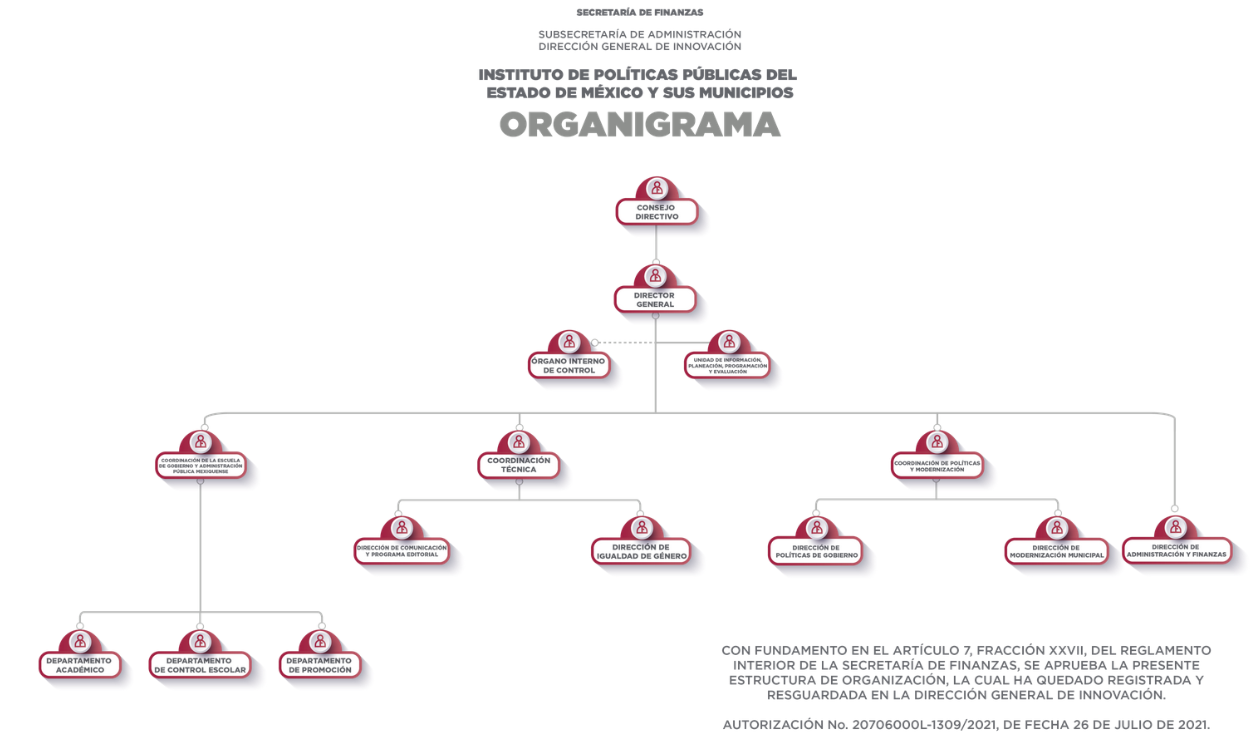 SECRETARÍA DE FINANZAS
SUBSECRETARÍA DE ADMINISTRACIÓN
DIRECCIÓN GENERAL DE INNOVACIÓN
INSTITUTO DE POLÍTICAS PÚBLICAS DEL
ESTADO DE MÉXICO Y SUS MUNICIPIOS
ORGANIGRAMA
CONSEJO
DIRECTIVO
DIRECTOR
GENERAL
ÓRGANO INTERNO
DE CONTROL
UNIDAD DE INFORMACIÓN,
PLANEACIÓN, PROGRAMACIÓN
Y EVALUACIÓN
COORDINACIÓN DE LA ESCUELA
DE GOBIERNO Y ADMINISTRACIÓN
PÚBLICA MEXIQUENSE
COORDINACIÓN
TÉCNICA
COORDINACIÓN DE POLÍTICAS
Y MODERNIZACIÓN
DIRECCIÓN DE COMUNICACIÓN
Y PROGRAMA EDITORIAL
DIRECCIÓN DE
IGUALDAD DE GÉNERO
DIRECCIÓN DE
POLÍTICAS DE GOBIERNO
DIRECCIÓN DE
MODERNIZACIÓN MUNICIPAL
DIRECCIÓN DE
ADMINISTRACIÓN Y FINANZAS
DEPARTAMENTO
ACADÉMICO
DEPARTAMENTO
DE CONTROL ESCOLAR
DEPARTAMENTO
DE PROMOCIÓN
CON FUNDAMENTO EN EL ARTÍCULO 7, FRACCIÓN XXVII, DEL REGLAMENTO
INTERIOR DE LA SECRETARÍA DE FINANZAS, SE APRUEBA LA PRESENTE
ESTRUCTURA DE ORGANIZACIÓN, LA CUAL HA QUEDADO REGISTRADA Y
RESGUARDADA EN LA DIRECCIÓN GENERAL DE INNOVACIÓN.
AUTORIZACIÓN No. 20706000L-1309/2021, DE FECHA 26 DE JULIO DE 2021.